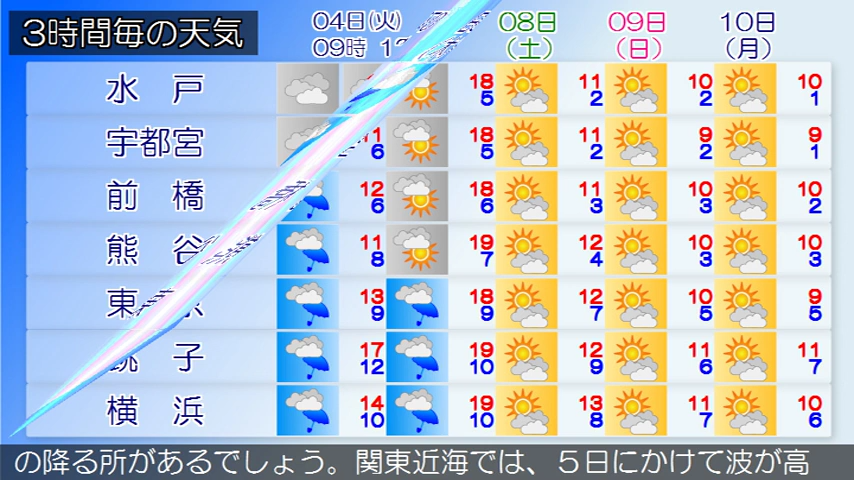 3時間毎の天気
04日(火) 08日 09日 10日
09時 12 (土) (日) (月)
水戸 18 11 10 10
5 2 2 1
宇都宮 11 18 11 9 9
6 5 2 2 1
前橋 12 18 11 10 10
6 6 3 3 2
熊谷 11 19 12 10 10
8 7 4 3 3
東 13 18 12 10 9
9 9 7 5 5
子 17 19 12 11 11
12 10 9 6 7
横浜 14 19 13 11 10
10 10 8 7 6
の降る所があるでしょう。関東近海では、5日にかけて波が高